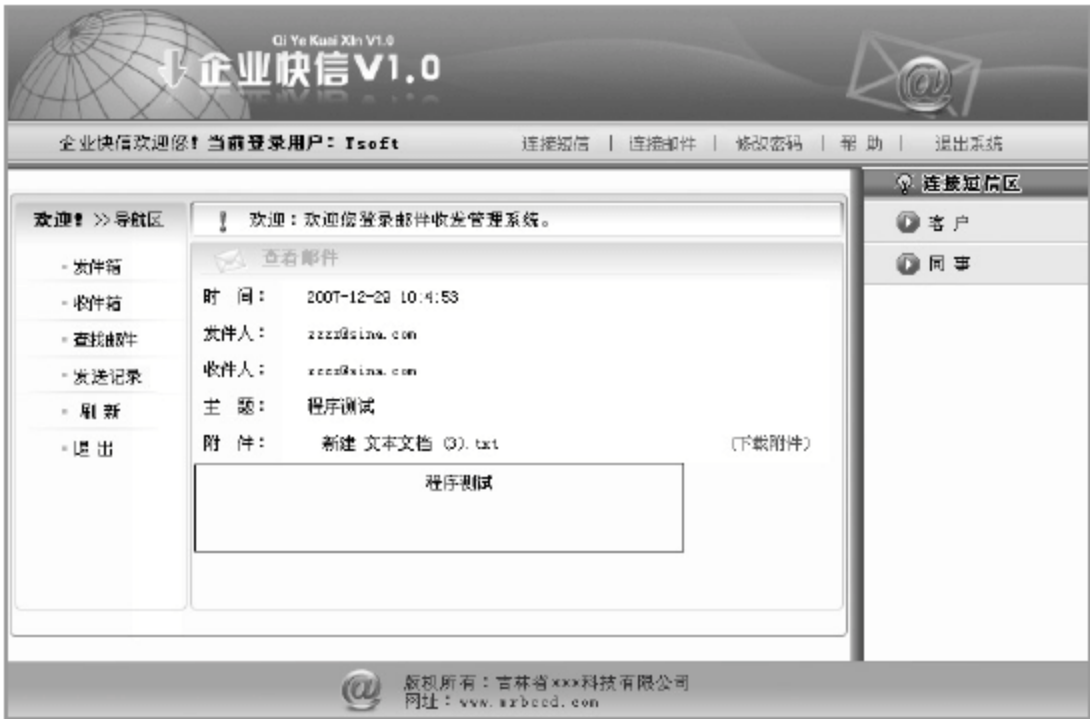 Qi Ye Kuai Xin V1.0
企业快信V1.0
企业快信欢迎您! 当前登录用户: Tsoft
连接短信 | 连接邮件 | 修改密码 | 帮 助 | 退出系统
连接短信区
客 户
同 事
欢迎! >>导航区
- 发件箱
- 收件箱
- 查找邮件
- 发送记录
- 刷 新
- 退 出
! 欢迎:欢迎您登录邮件收发管理系统。
查看邮件
时 间: 2007-12-29 10:4:53
发件人: zzzz@sina.com
收件人: @sina.com
主 题: 程序测试
附 件: 新建 文本文档 (3).txt (下载附件)
程序测试
版权所有:吉林省×××科技有限公司
网址:www.mrbccd.com